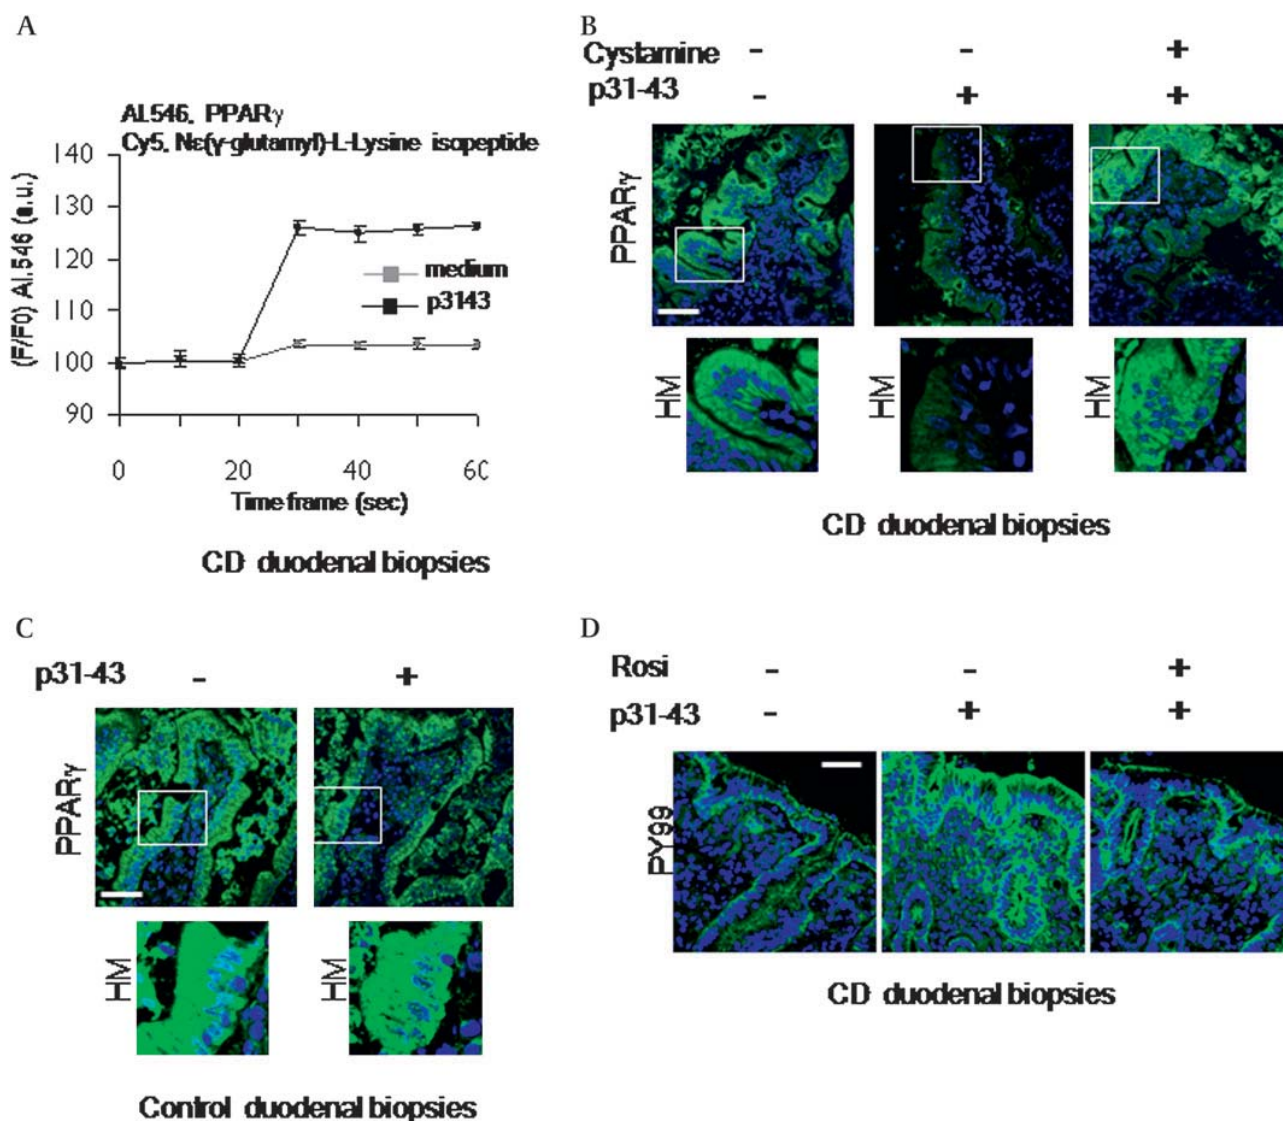 A
AL546, PPARγ
Cy5, Nε(γ-glutamyl)-L-Lysine isopeptide
(F/F0) Al.546 (a.u.)
140
130
120
110
100
90
medium
p3143
0
20
40
60
Time frame (sec)
CD duodenal biopsies
B
Cystamine - - +
p31-43 - + +
PPARγ
HM HM HM
CD duodenal biopsies
C
p31-43 - +
PPARγ
HM HM
Control duodenal biopsies
D
Rosi - - +
p31-43 - + +
PY99
CD duodenal biopsies